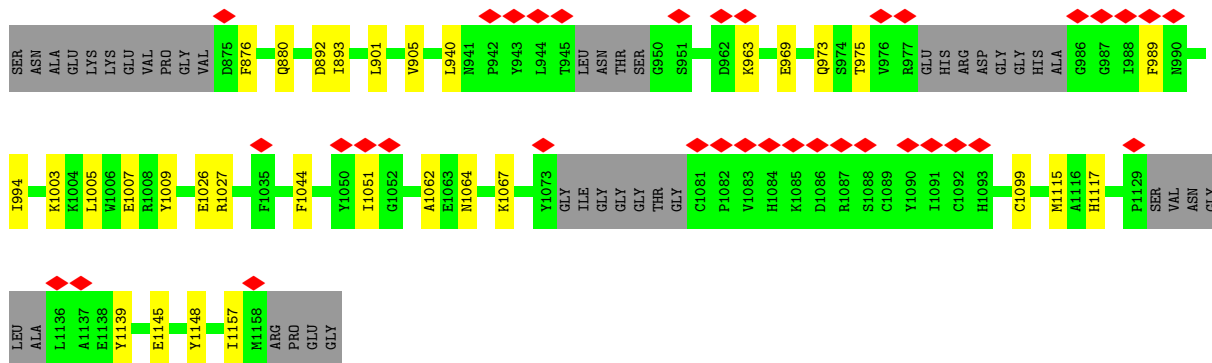 SER ASN ALA GLU LYS LYS GLU VAL PRO GLY VAL D875 F876 Q880 D892 I893 L901 V905 L940 N941 P942 Y943 L944 T945 LEU ASN THR SER G950 S951 D962 K963 E969 Q973 S974 T975 V976 R977 GLU HIS ARG ASP GLY GLY HIS ALA G986 G987 I988 F989 N990
I994 K1003 K1004 L1005 W1006 E1007 R1008 Y1009 E1026 R1027 F1035 F1044 Y1050 I1051 G1052 A1062 E1063 N1064 K1067 Y1073 GLY ILE GLY GLY GLY THR GLY C1081 P1082 V1083 H1084 K1085 D1086 R1087 S1088 C1089 Y1090 I1091 C1092 H1093 C1099 M1115 A1116 H1117 P1129 SER VAL ASN GLY
LEU ALA L1136 A1137 E1138 Y1139 E1145 Y1148 I1157 M1158 ARG PRO GLU GLY